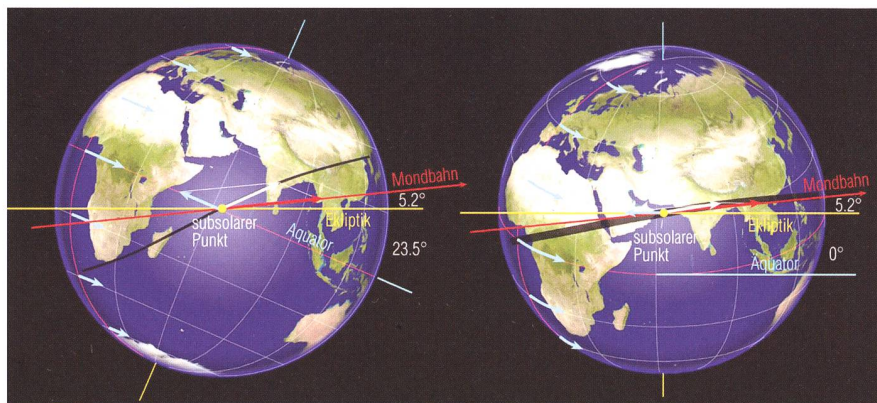 Mondbahn
5.2°
subsolarer
Punkt
Ekliptik
Äquator
23.5°
Mondbahn
5.2°
subsolarer
Punkt
Ekliptik
Äquator
0°